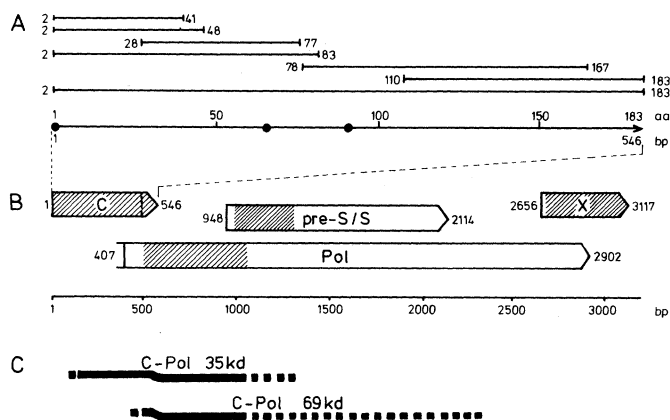 A
2 41
2 48
28 77
2 83
78 167
110 183
2 183
1 50 100 150 183 aa
1 546 bp
B
1 C 546
948 pre-S/S 2114
2656 X 3117
407 Pol 2902
1 500 1000 1500 2000 2500 3000 bp
C
C-Pol 35kd
C-Pol 69kd